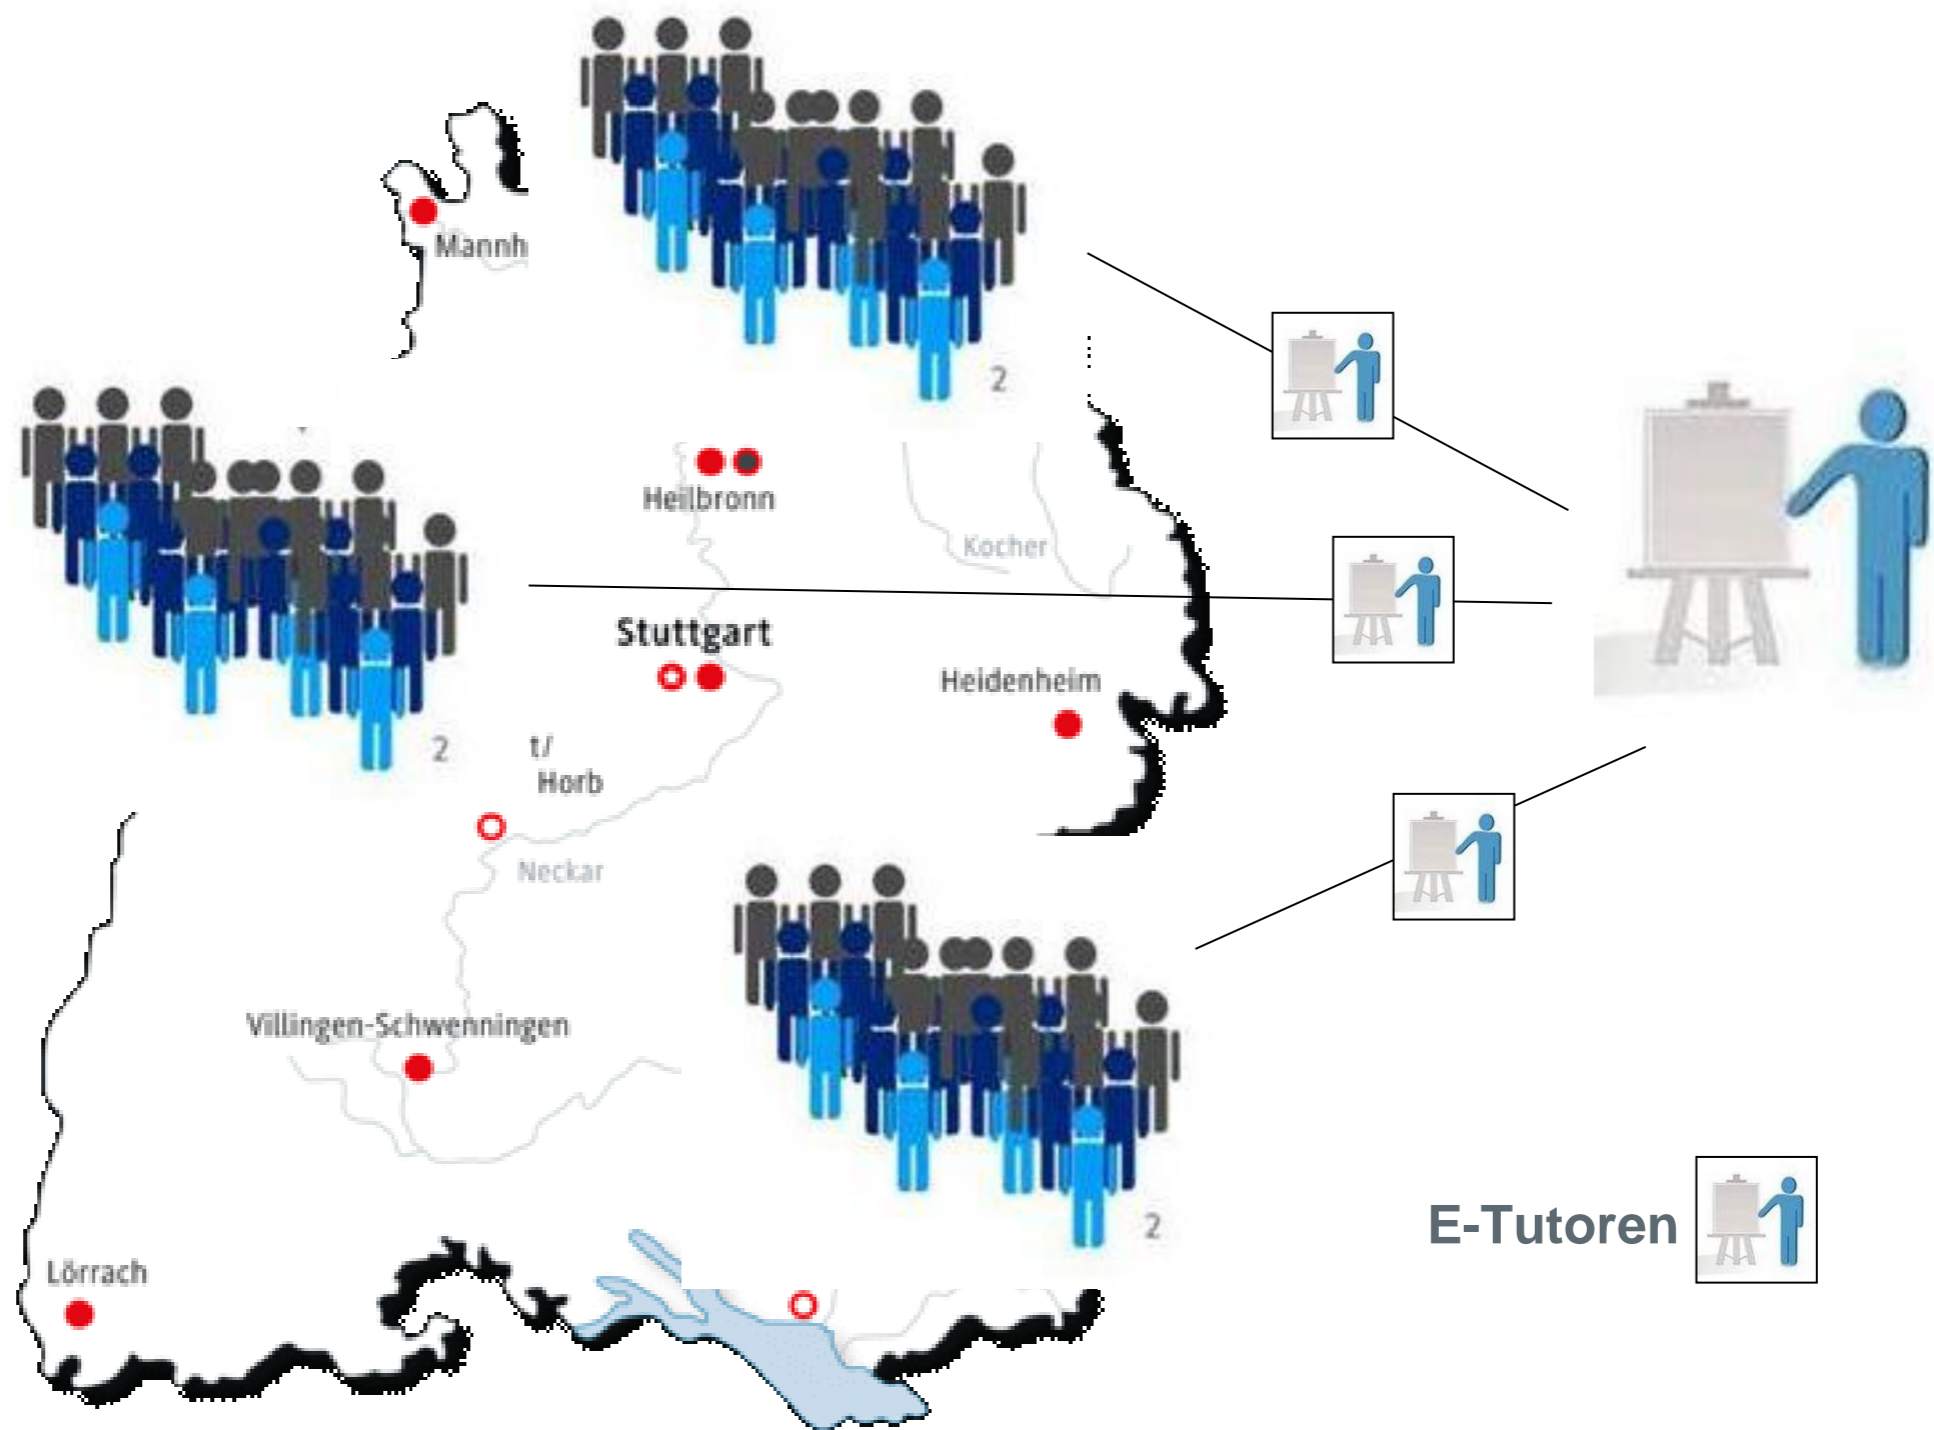 Mannh
2
Heilbronn
Kocher
Stuttgart
Heidenheim
2
t/
Horb
Neckar
Villingen-Schwenningen
2
E-Tutoren
Lörrach